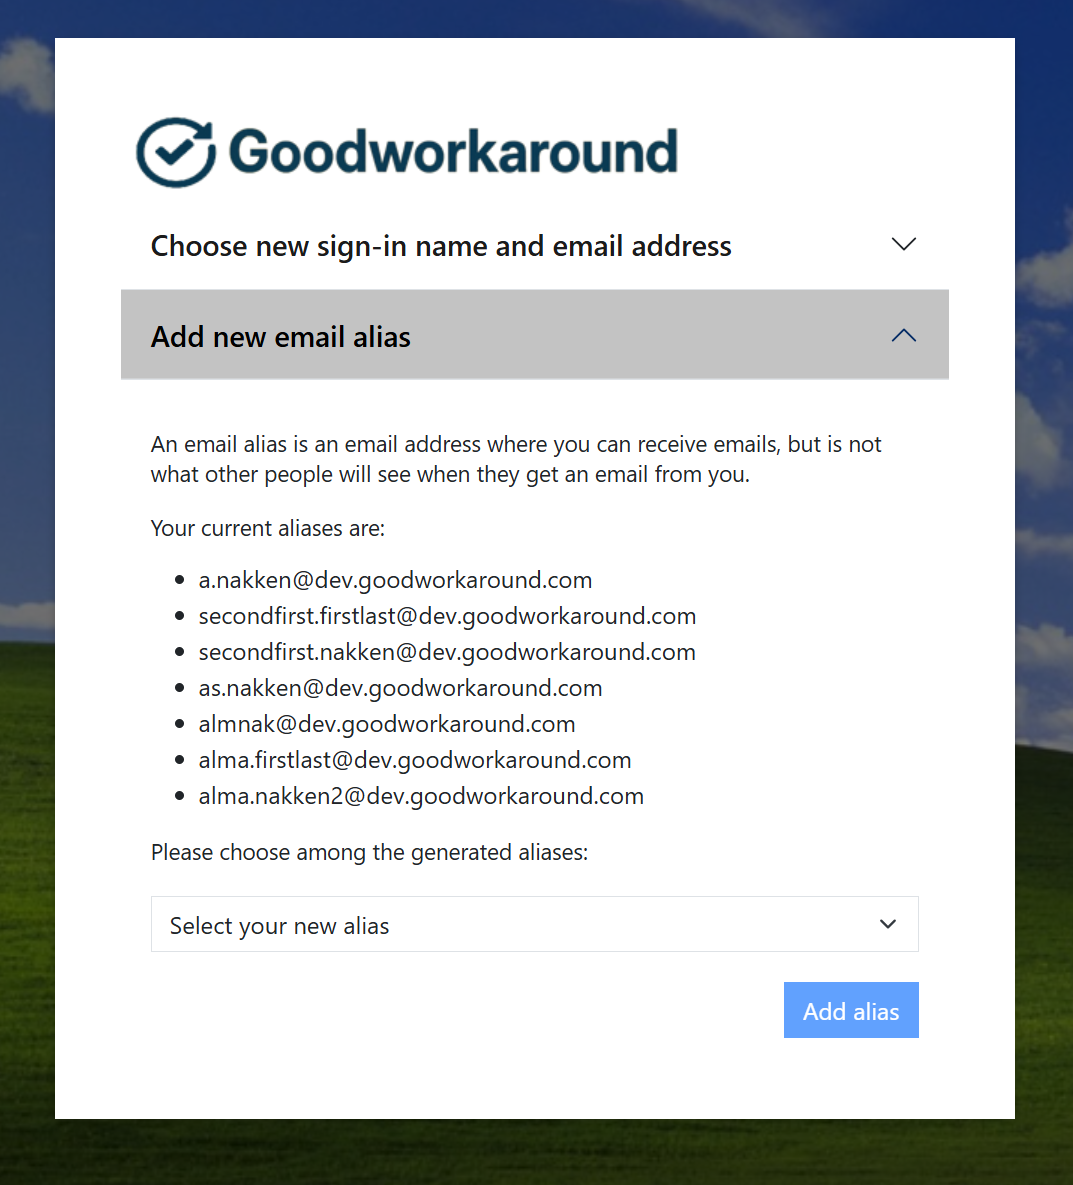 Goodworkaround
Choose new sign-in name and email address
Add new email alias
An email alias is an email address where you can receive emails, but is not
what other people will see when they get an email from you.
Your current aliases are:
a.nakken@dev.goodworkaround.com
secondfirst.firstlast@dev.goodworkaround.com
secondfirst.nakken@dev.goodworkaround.com
as.nakken@dev.goodworkaround.com
almnak@dev.goodworkaround.com
alma.firstlast@dev.goodworkaround.com
alma.nakken2@dev.goodworkaround.com
Please choose among the generated aliases:
Select your new alias
Add alias